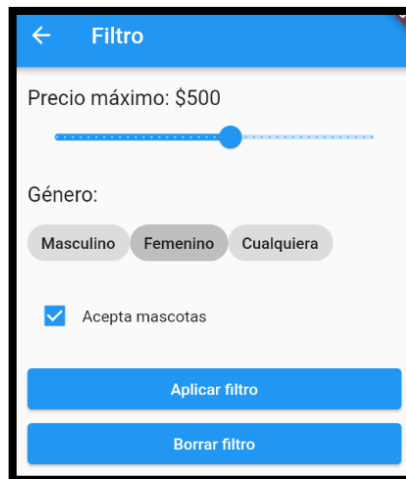 Filtro
Precio máximo: $500
Género:
Masculino Femenino Cualquiera
Acepta mascotas
Aplicar filtro
Borrar filtro